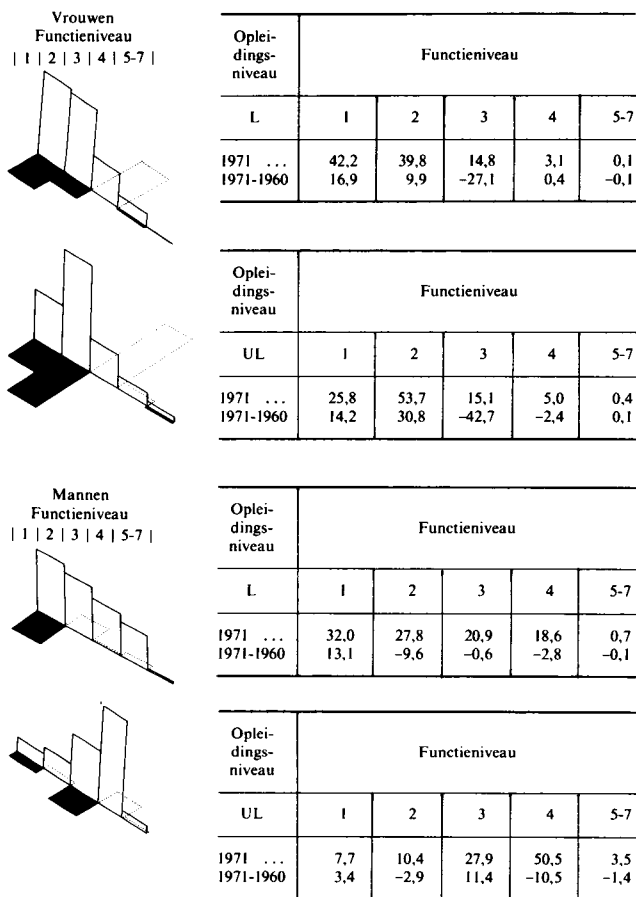 Vrouwen
Functieniveau
| 1 | 2 | 3 | 4 | 5-7 |
Oplei-
dings-
niveau
Functieniveau
L 1 2 3 4 5-7
1971 ... 42,2 39,8 14,8 3,1 0,1
1971-1960 16,9 9,9 -27,1 0,4 -0,1
Oplei-
dings-
niveau
Functieniveau
UL 1 2 3 4 5-7
1971 ... 25,8 53,7 15,1 5,0 0,4
1971-1960 14,2 30,8 -42,7 -2,4 0,1
Mannen
Functieniveau
| 1 | 2 | 3 | 4 | 5-7 |
Oplei-
dings-
niveau
Functieniveau
L 1 2 3 4 5-7
1971 ... 32,0 27,8 20,9 18,6 0,7
1971-1960 13,1 -9,6 -0,6 -2,8 -0,1
Oplei-
dings-
niveau
Functieniveau
UL 1 2 3 4 5-7
1971 ... 7,7 10,4 27,9 50,5 3,5
1971-1960 3,4 -2,9 11,4 -10,5 -1,4